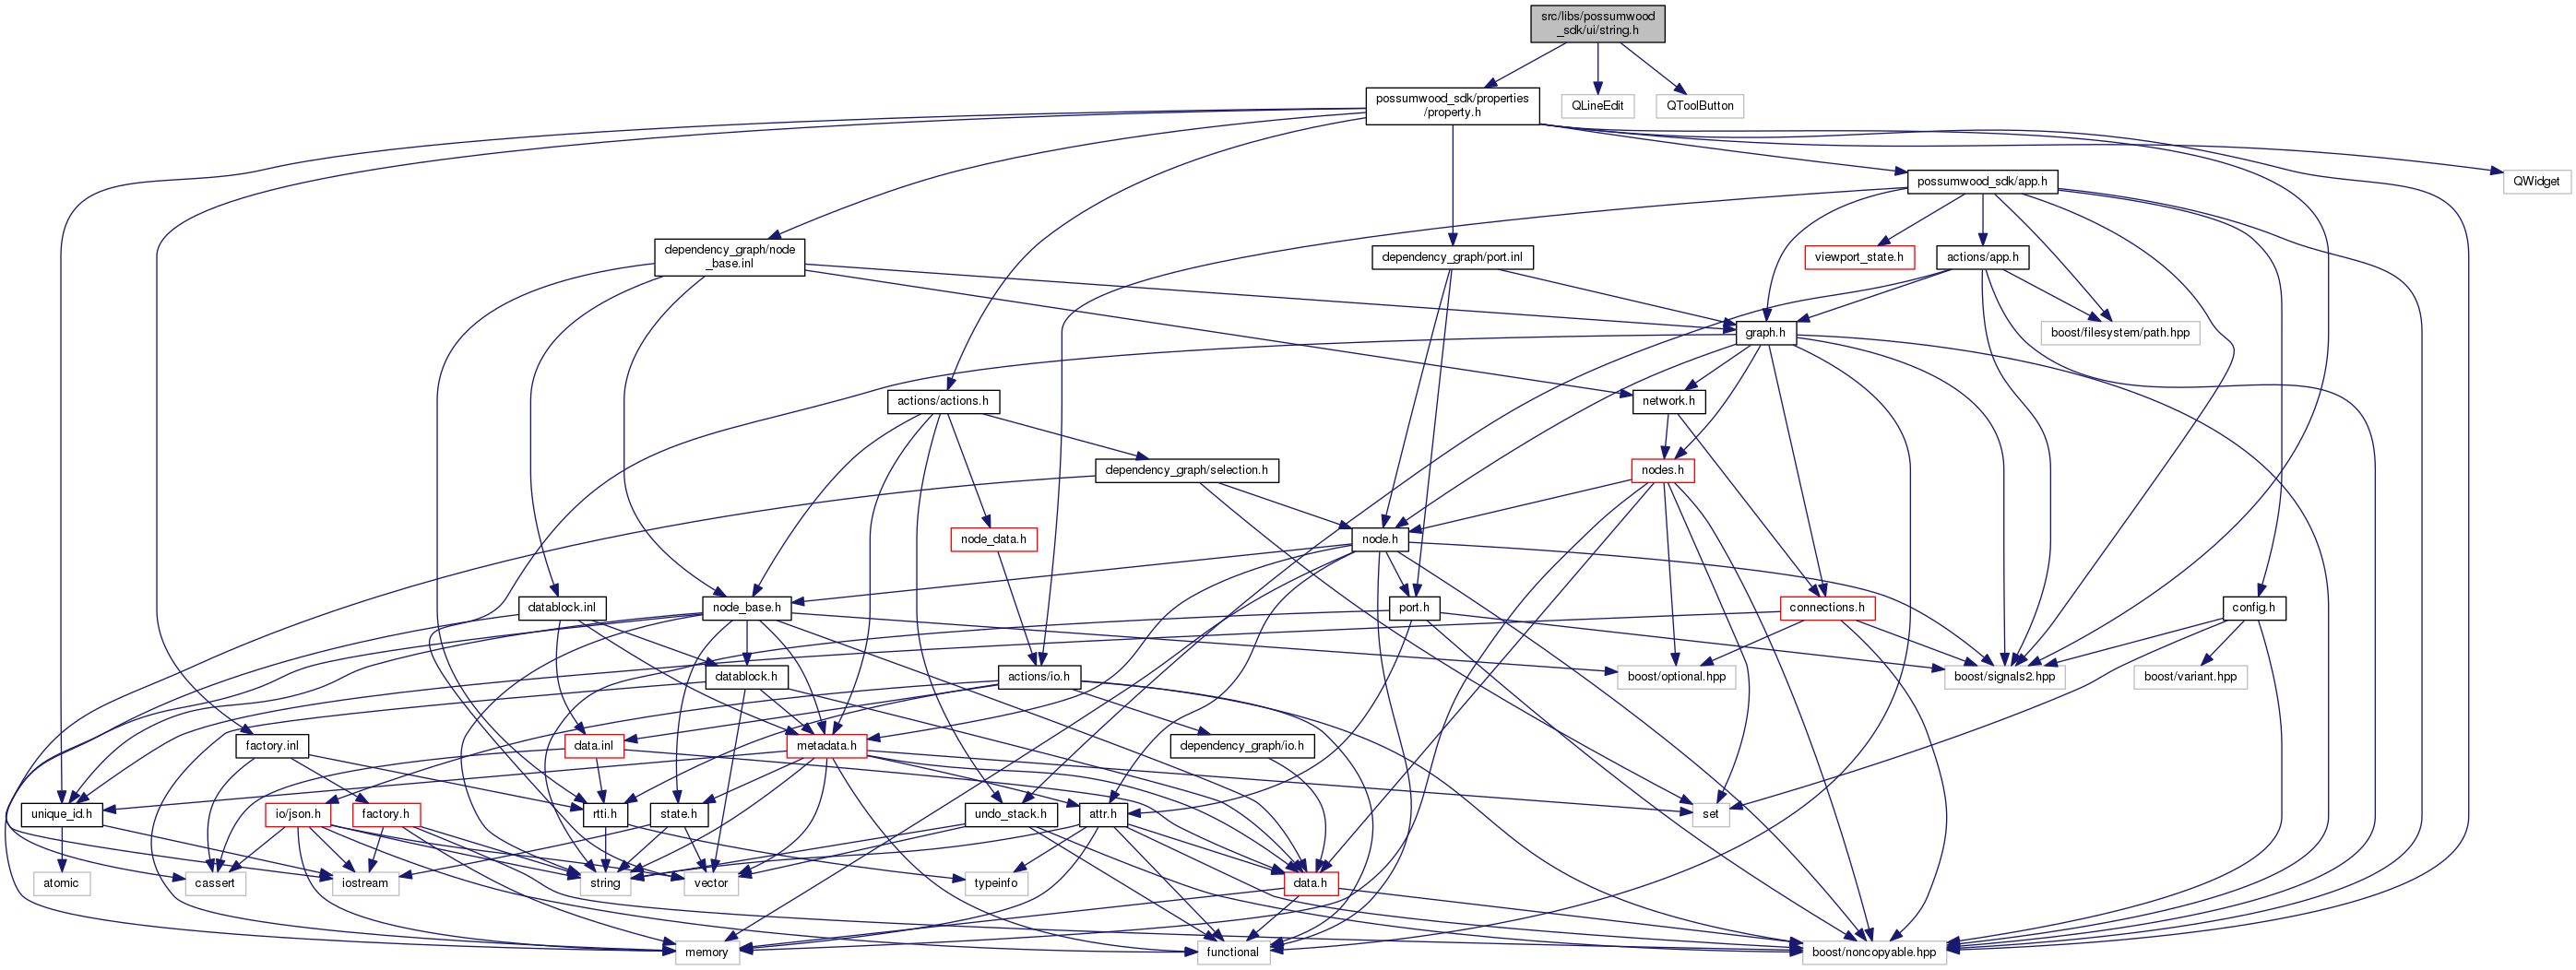 src/libs/possumwood
_sdk/ui/string.h
possumwood_sdk/properties
/property.h
QLineEdit
QToolButton
possumwood_sdk/app.h
QWidget
dependency_graph/node
_base.inl
dependency_graph/port.inl
viewport_state.h
actions/app.h
graph.h
boost/filesystem/path.hpp
actions/actions.h
network.h
dependency_graph/selection.h
nodes.h
node_data.h
node.h
datablock.inl
node_base.h
port.h
connections.h
config.h
datablock.h
actions/io.h
boost/optional.hpp
boost/signals2.hpp
boost/variant.hpp
factory.inl
data.inl
metadata.h
dependency_graph/io.h
unique_id.h
io/json.h
factory.h
rtti.h
state.h
undo_stack.h
attr.h
set
atomic
cassert
iostream
string
vector
typeinfo
data.h
memory
functional
boost/noncopyable.hpp